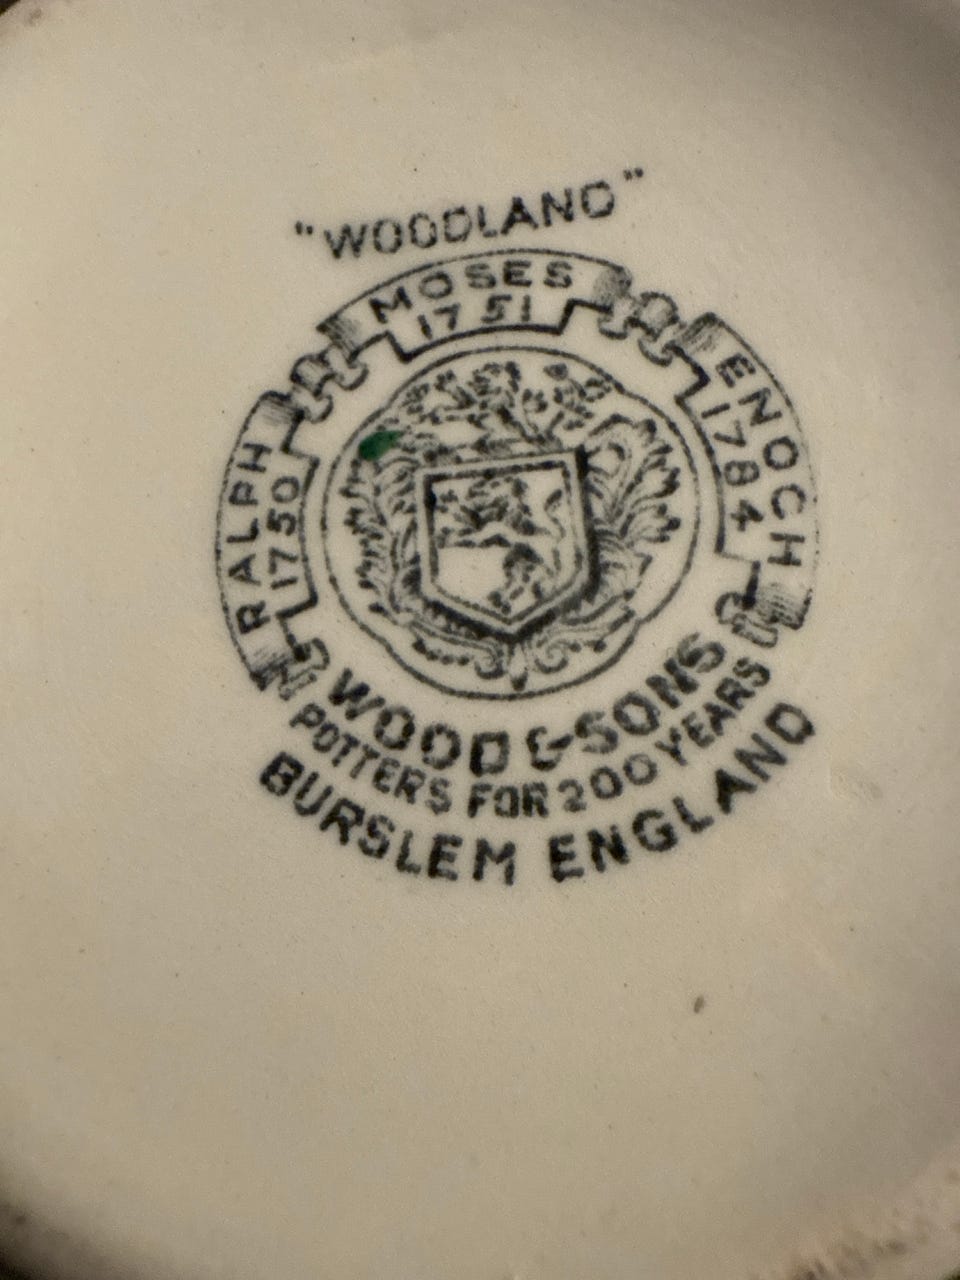 "WOODLAND"
MOSES
1751
RALPH
1750
ENOCH
1784
WOOD & SONS
POTTERS FOR 200 YEARS
BURSLEM ENGLAND